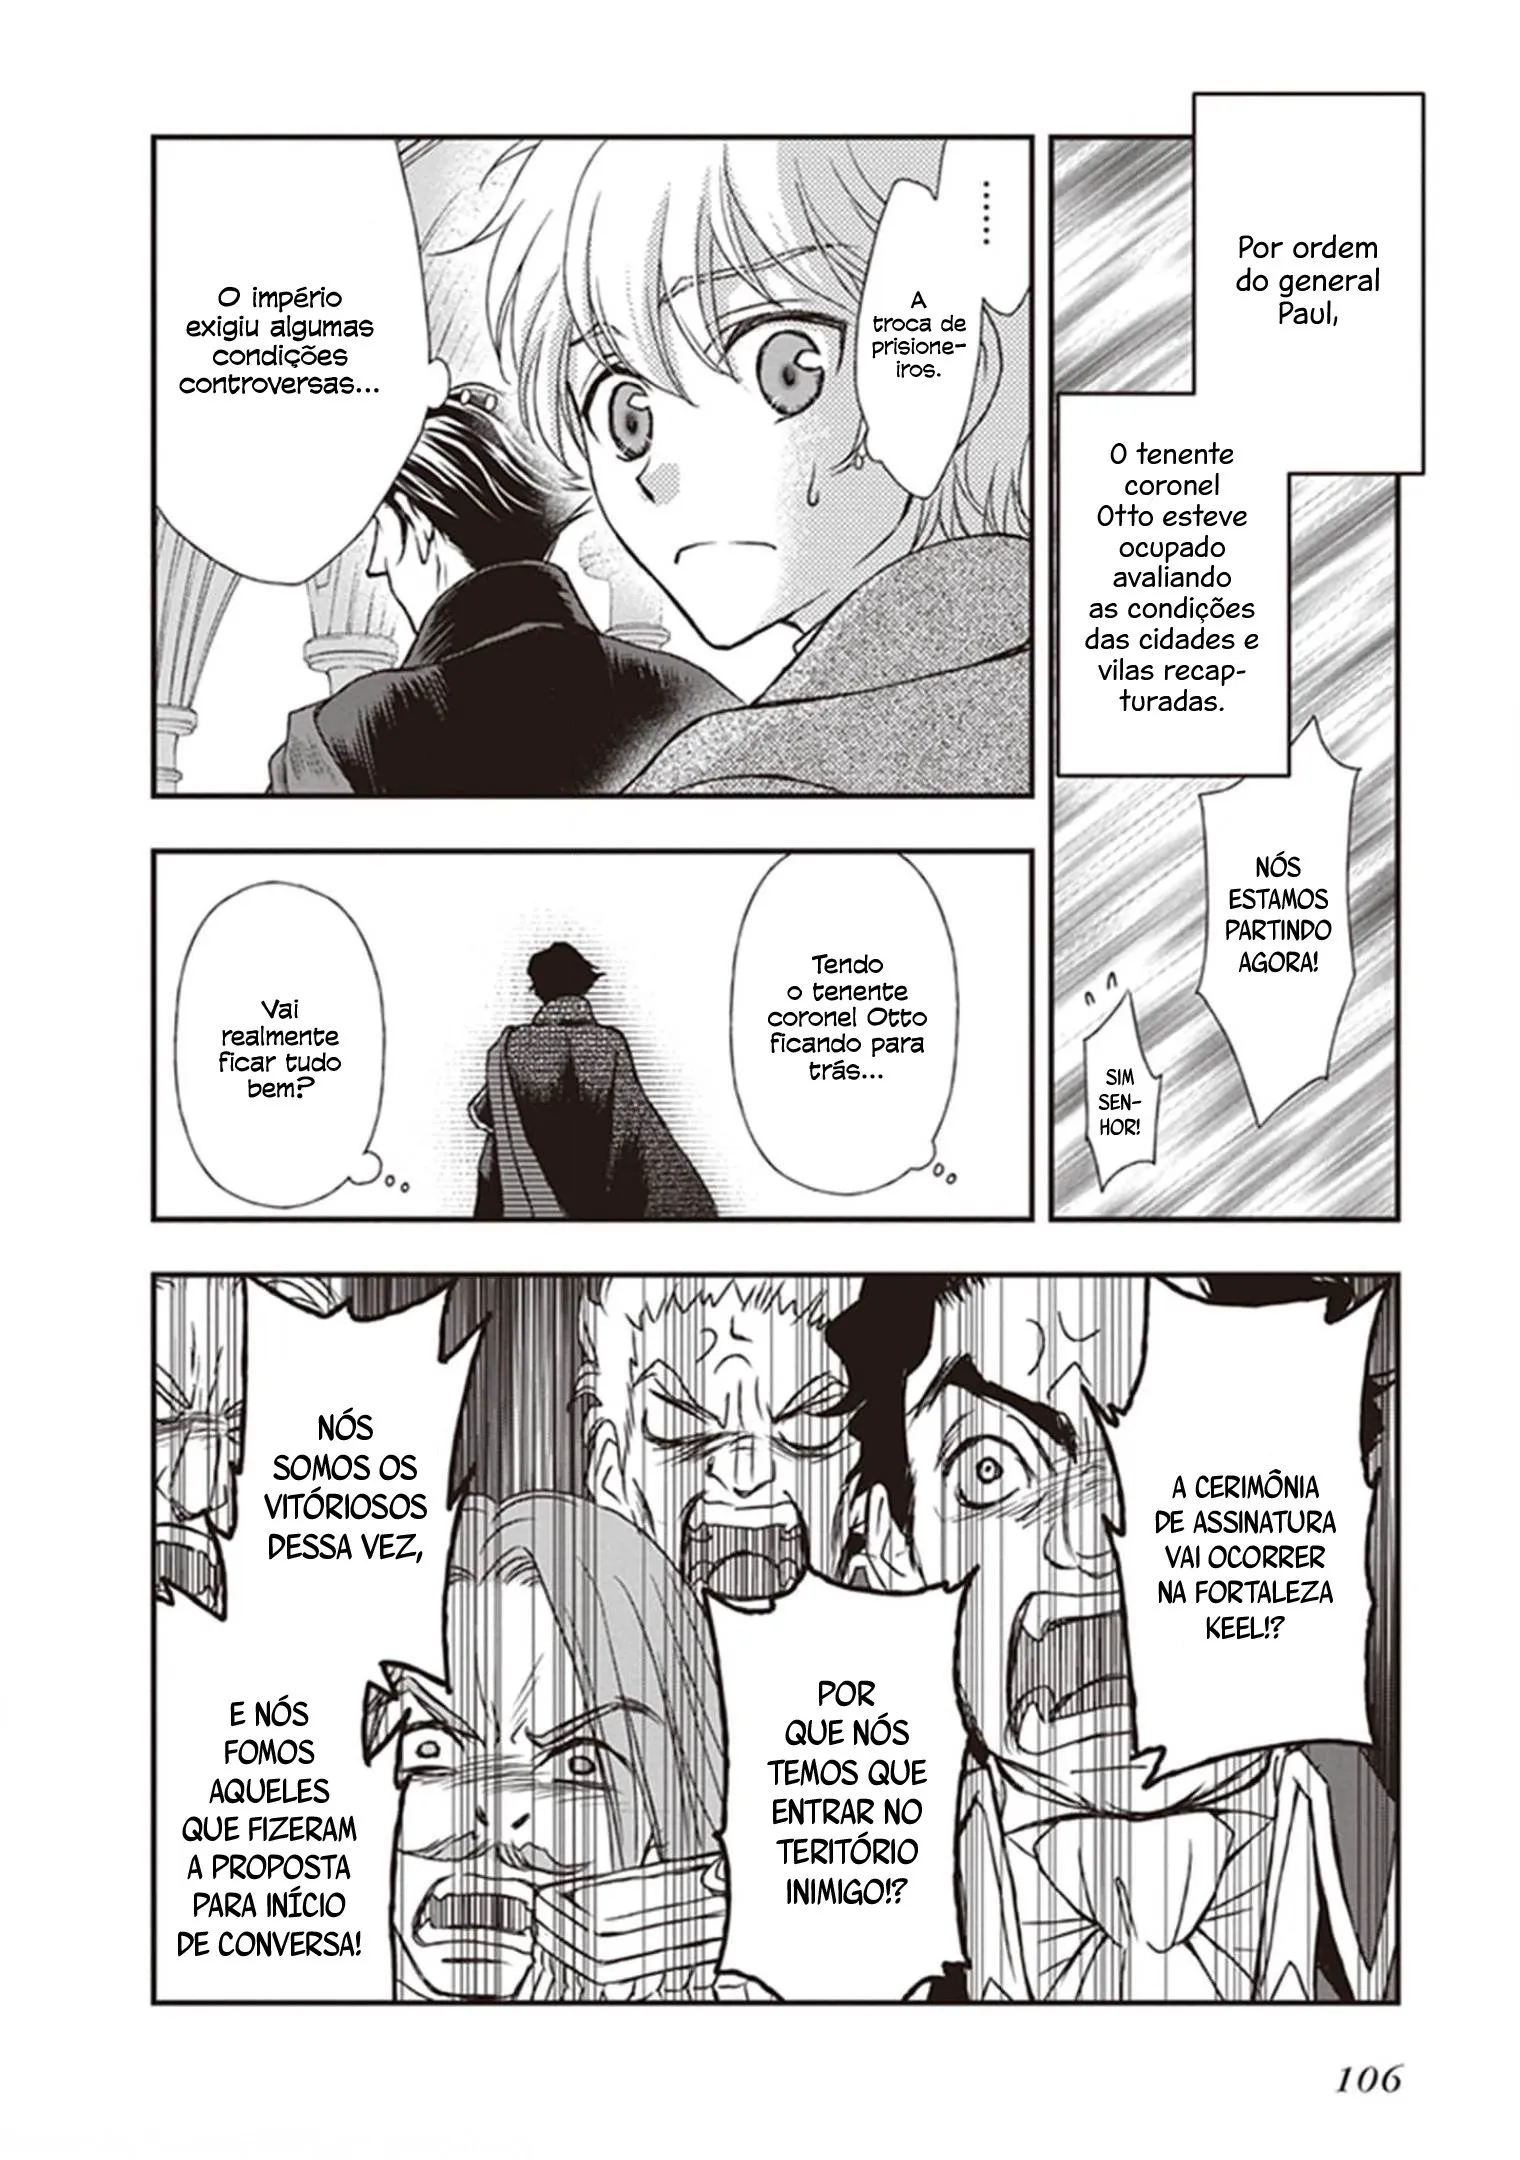 Por ordem
do general
Paul,
O tenente
coronel
Otto esteve
ocupado
avaliando
as condições
das cidades e
vilas recap-
turadas.
NÓS
ESTAMOS
PARTINDO
AGORA!
SIM
SEN-
HOR!
.......
A
troca de
prisione-
iros.
O império
exigiu algumas
condições
controversas...
Tendo
o tenente
coronel Otto
ficando para
trás...
Vai
realmente
ficar tudo
bem?
A CERIMÔNIA
DE ASSINATURA
VAI OCORRER
NA FORTALEZA
KEEL!?
POR
QUE NÓS
TEMOS QUE
ENTRAR NO
TERITÓRIO
INIMIGO!?
NÓS
SOMOS OS
VITÓRIOSOS
DESSA VEZ,
E NÓS
FOMOS
AQUELES
QUE FIZERAM
A PROPOSTA
PARA INÍCIO
DE CONVERSA!
106